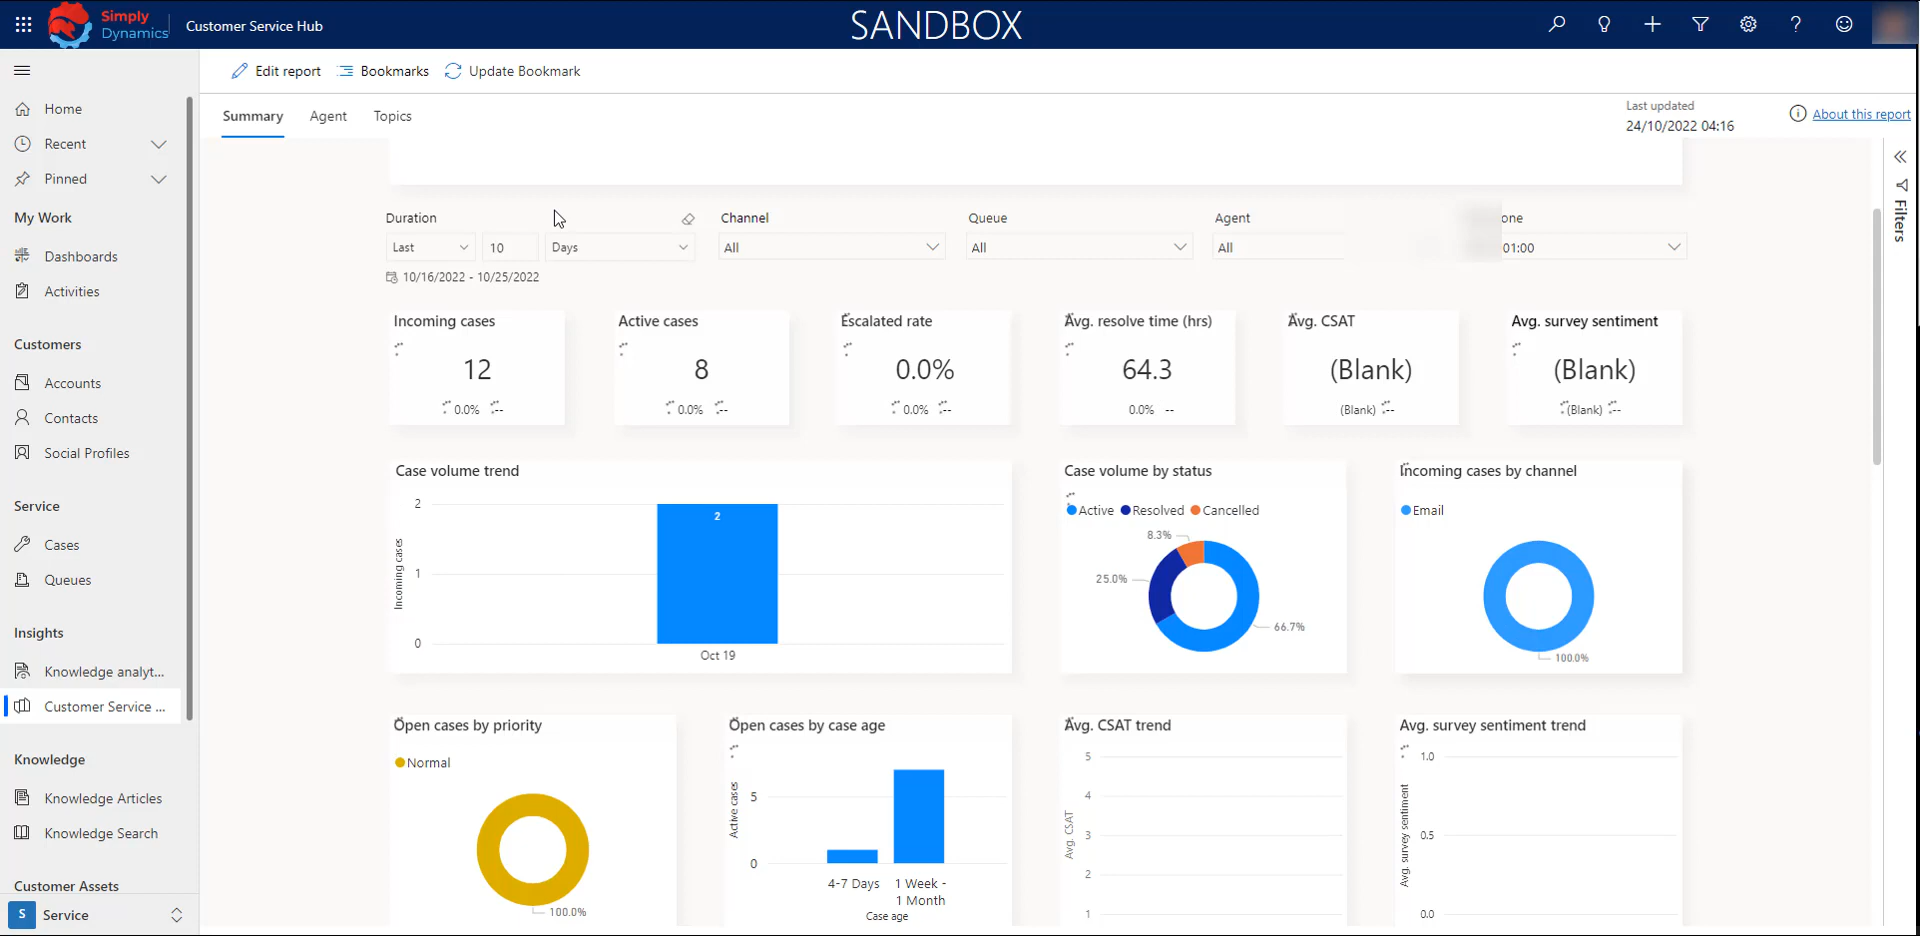 Simply
Dynamics
Customer Service Hub
SANDBOX
Edit report
Bookmarks
Update Bookmark
Summary
Agent
Topics
Last updated
24/10/2022 04:16
About this report
Home
Recent
Pinned
My Work
Dashboards
Activities
Customers
Accounts
Contacts
Social Profiles
Service
Cases
Queues
Insights
Knowledge analyt...
Customer Service ...
Knowledge
Knowledge Articles
Knowledge Search
Customer Assets
S Service
Filters
Duration
Last
10
Days
10/16/2022 - 10/25/2022
Channel
All
Queue
All
Agent
All
one
01:00
Incoming cases
12
0.0% --
Active cases
8
0.0% --
Escalated rate
0.0%
0.0% --
Avg. resolve time (hrs)
64.3
0.0% --
Avg. CSAT
(Blank)
(Blank) --
Avg. survey sentiment
(Blank)
(Blank) --
Case volume trend
Incoming cases
2
1
0
2
Oct 19
Case volume by status
Active Resolved Cancelled
8.3%
25.0%
66.7%
Incoming cases by channel
Email
100.0%
Open cases by priority
Normal
100.0%
Open cases by case age
Active cases
5
0
4-7 Days
1 Week -
1 Month
Case age
Avg. CSAT trend
Avg. CSAT
5
4
3
2
1
Avg. survey sentiment trend
Avg. survey sentiment
1.0
0.5
0.0